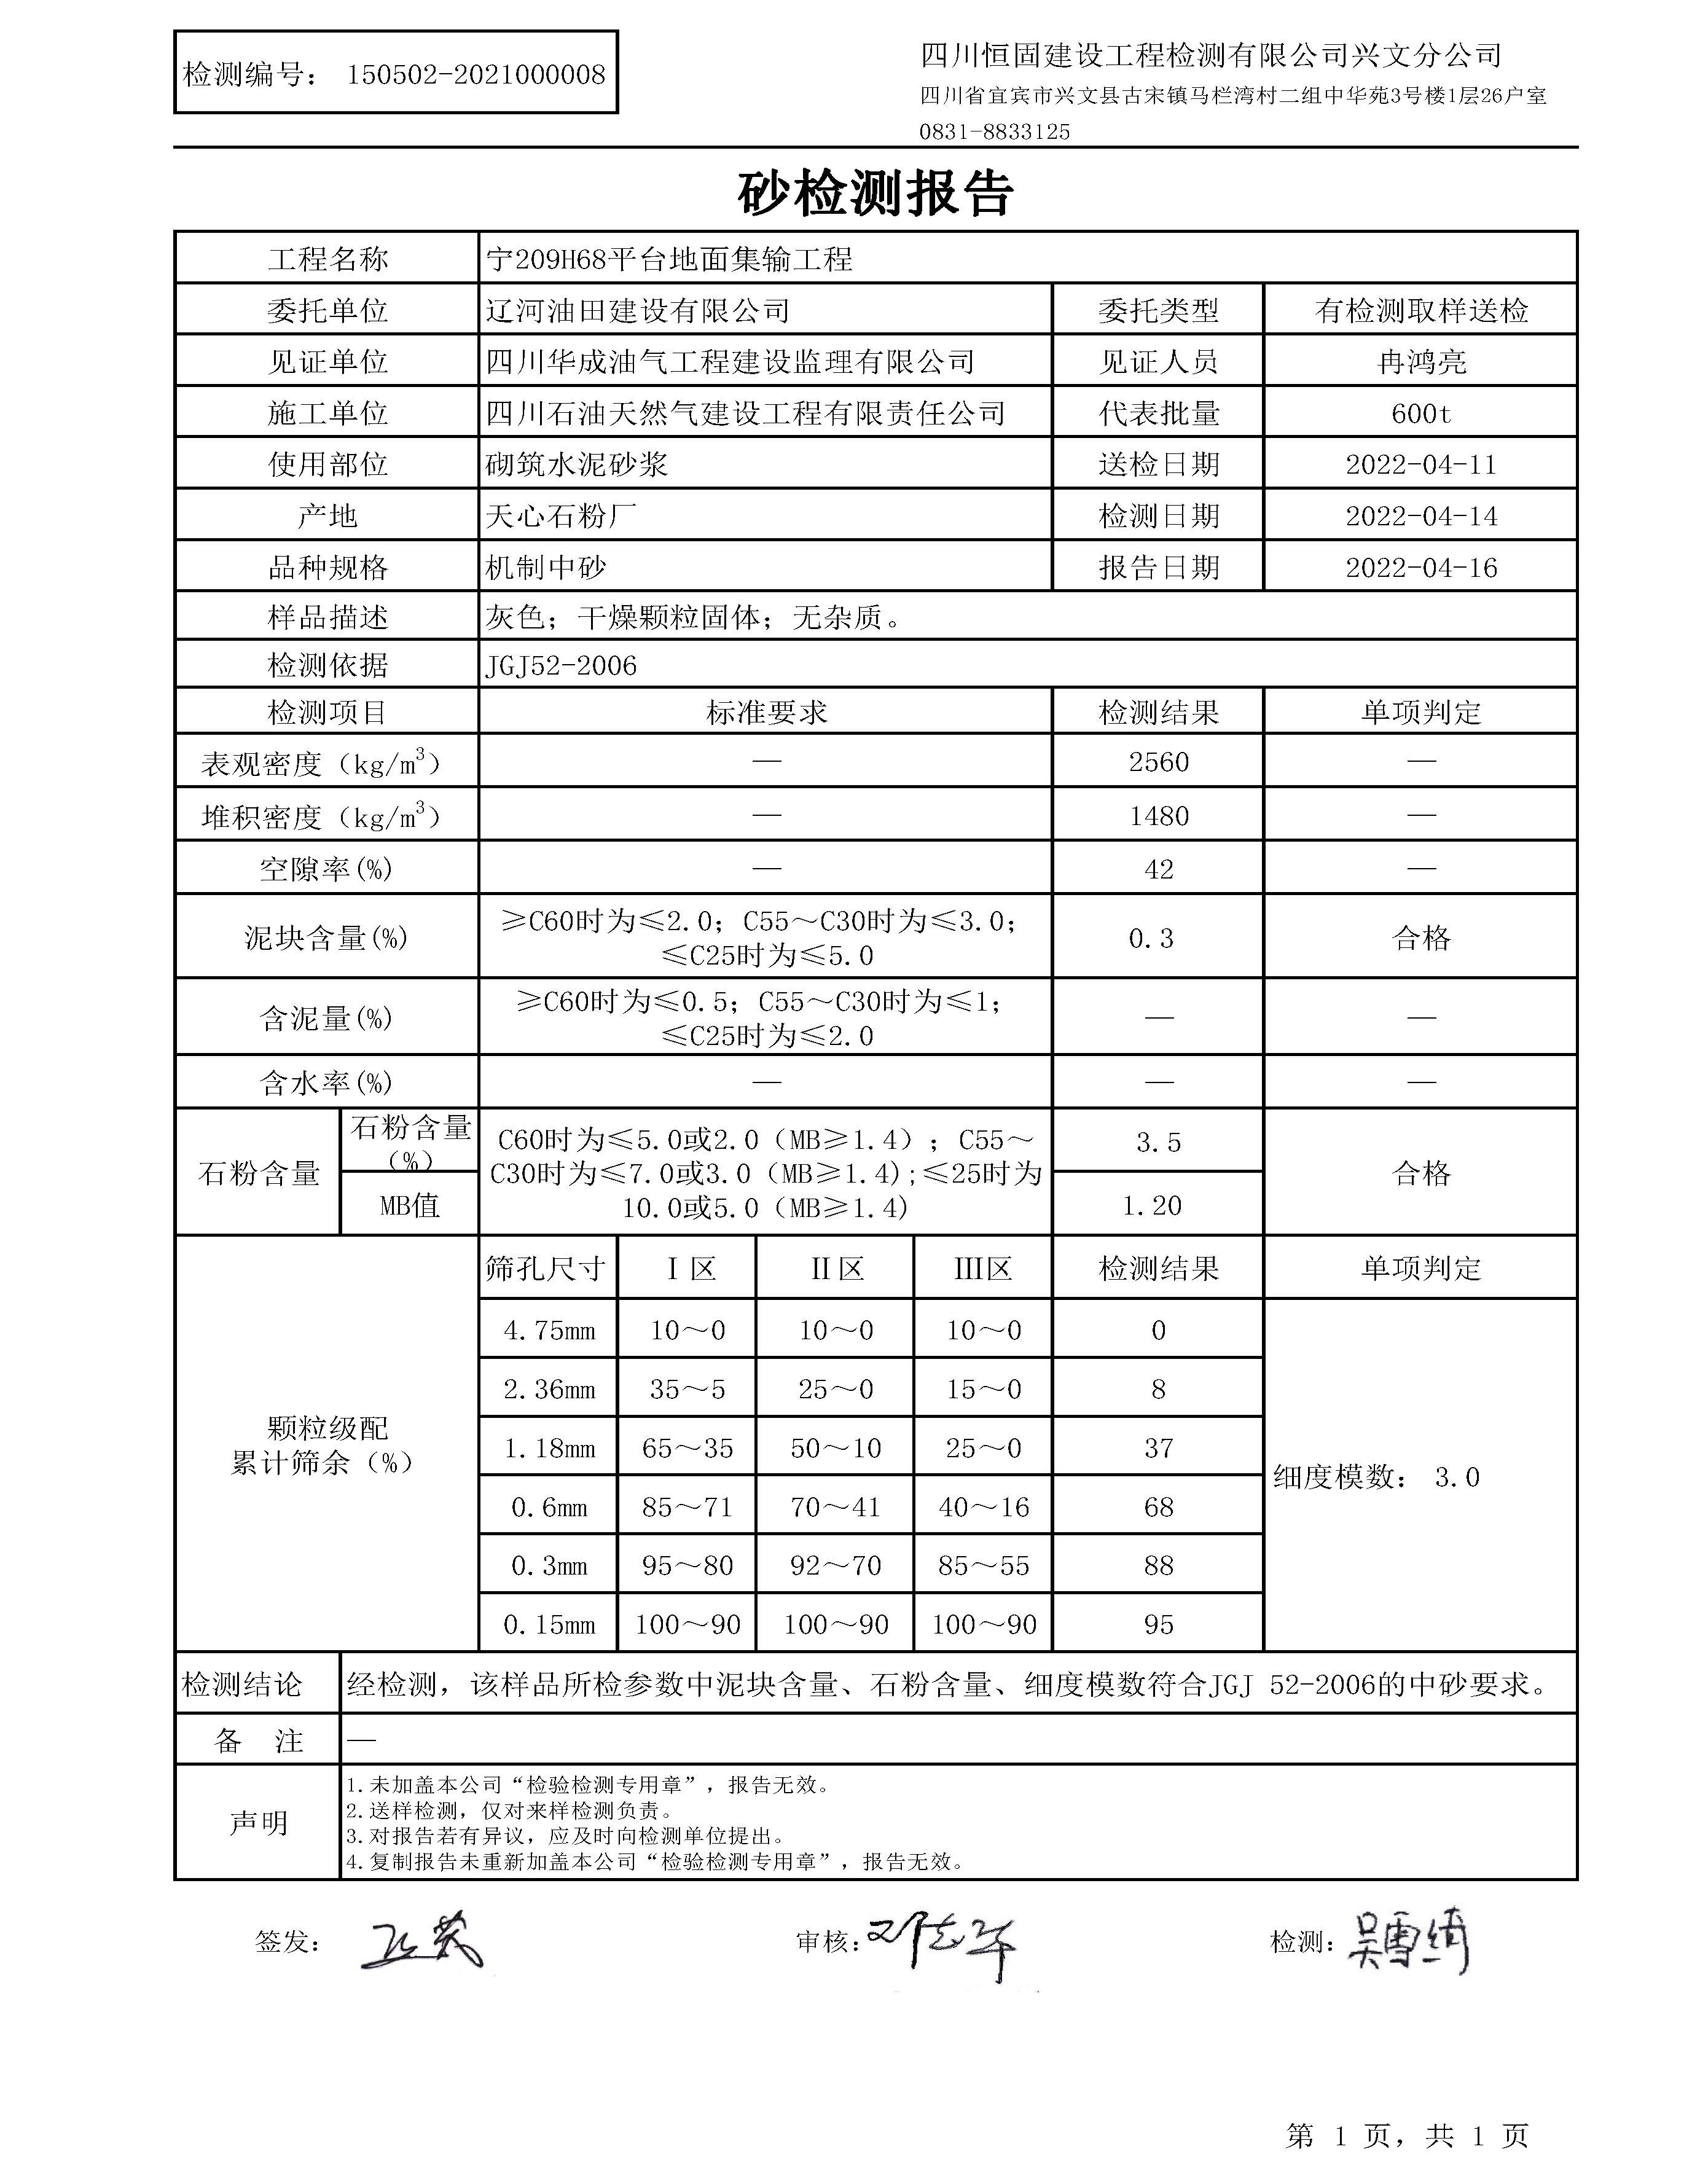 检测编号： 150502-2021000008
四川恒固建设工程检测有限公司兴文分公司
四川省宜宾市兴文县古宋镇马栏湾村二组中华苑3号楼1层26户室
0831-8833125
砂检测报告
工程名称 宁209H68平台地面集输工程
委托单位 辽河油田建设有限公司 委托类型 有检测取样送检
见证单位 四川华成油气工程建设监理有限公司 见证人员 冉鸿亮
施工单位 四川石油天然气建设工程有限责任公司 代表批量 600t
使用部位 砌筑水泥砂浆 送检日期 2022-04-11
产地 天心石粉厂 检测日期 2022-04-14
品种规格 机制中砂 报告日期 2022-04-16
样品描述 灰色；干燥颗粒固体；无杂质。
检测依据 JGJ52-2006
检测项目 标准要求 检测结果 单项判定
表观密度（kg/m³） — 2560 —
堆积密度（kg/m³） — 1480 —
空隙率(%) — 42 —
泥块含量(%) ≥C60时为≤2.0；C55～C30时为≤3.0； 0.3 合格
≤C25时为≤5.0
含泥量(%) ≥C60时为≤0.5；C55～C30时为≤1； — —
≤C25时为≤2.0
含水率(%) — — —
石粉含量 石粉含量 C60时为≤5.0或2.0（MB≥1.4）；C55～ 3.5 合格
（%） C30时为≤7.0或3.0（MB≥1.4);≤25时为
MB值 10.0或5.0（MB≥1.4) 1.20
筛孔尺寸 Ⅰ区 Ⅱ区 Ⅲ区 检测结果 单项判定
4.75mm 10～0 10～0 10～0 0
2.36mm 35～5 25～0 15～0 8
颗粒级配
累计筛余（%）
1.18mm 65～35 50～10 25～0 37
细度模数： 3.0
0.6mm 85～71 70～41 40～16 68
0.3mm 95～80 92～70 85～55 88
0.15mm 100～90 100～90 100～90 95
检测结论 经检测，该样品所检参数中泥块含量、石粉含量、细度模数符合JGJ 52-2006的中砂要求。
备 注 —
声明
1.未加盖本公司“检验检测专用章”，报告无效。
2.送样检测，仅对来样检测负责。
3.对报告若有异议，应及时向检测单位提出。
4.复制报告未重新加盖本公司“检验检测专用章”，报告无效。
签发： 审核： 检测：吴雪绮
第 1 页，共 1 页